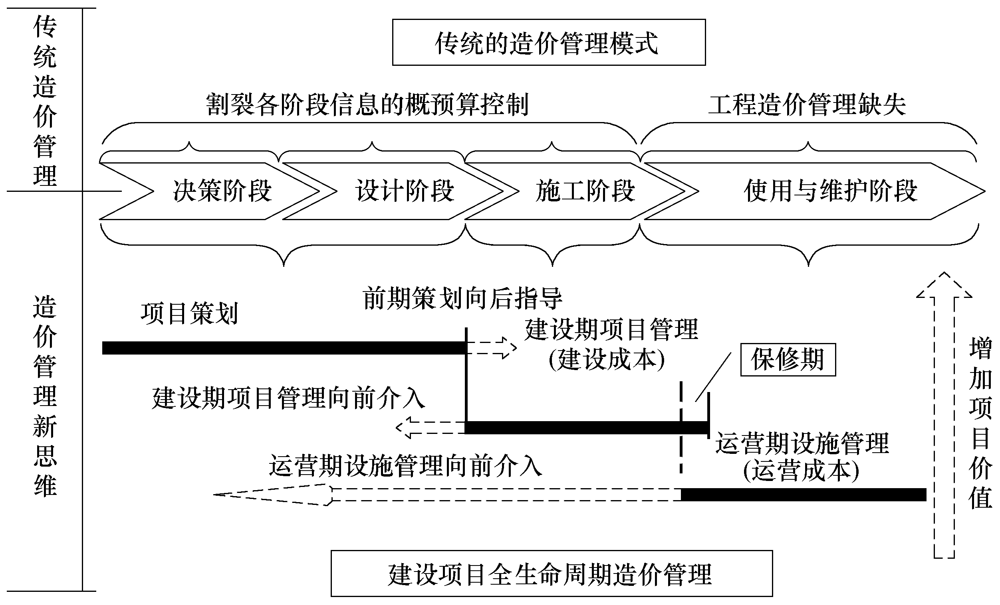 传统造价管理
传统的造价管理模式
割裂各阶段信息的概预算控制
工程造价管理缺失
决策阶段
设计阶段
施工阶段
使用与维护阶段
造价管理新思维
项目策划
前期策划向后指导
建设期项目管理
(建设成本)
保修期
建设期项目管理向前介入
运营期设施管理
(运营成本)
运营期设施管理向前介入
增加项目价值
建设项目全生命周期造价管理